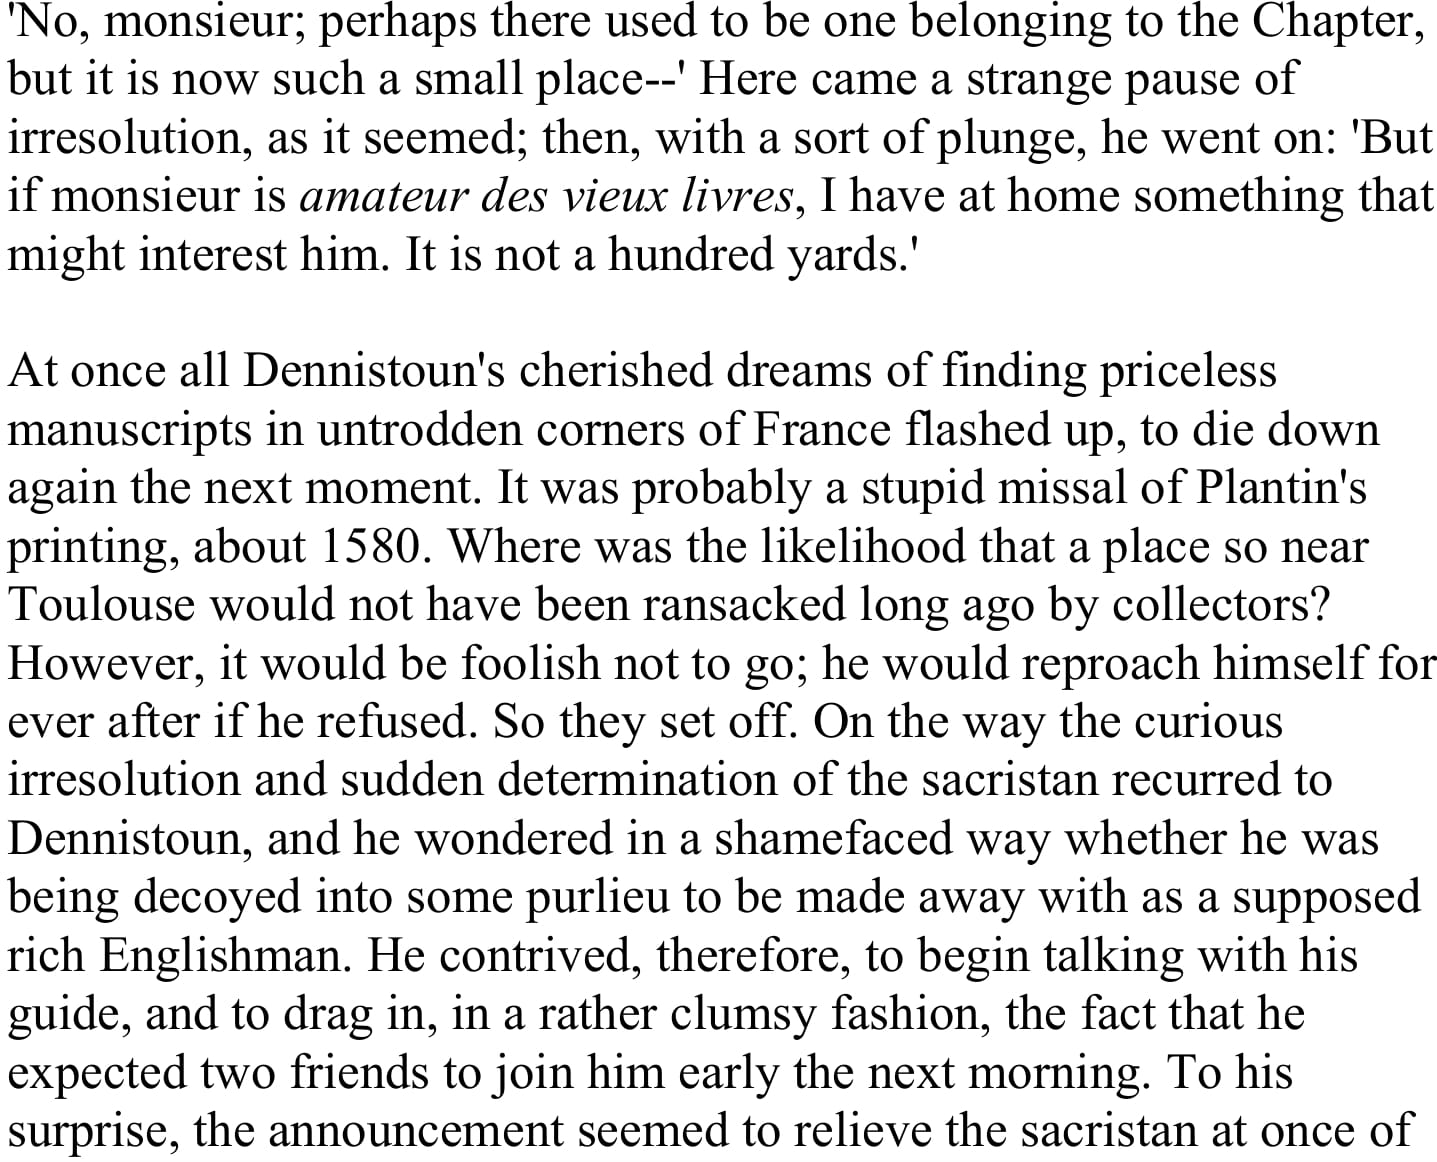 'No, monsieur; perhaps there used to be one belonging to the Chapter,
but it is now such a small place--' Here came a strange pause of
irresolution, as it seemed; then, with a sort of plunge, he went on: 'But
if monsieur is amateur des vieux livres, I have at home something that
might interest him. It is not a hundred yards.'
At once all Dennistoun's cherished dreams of finding priceless
manuscripts in untrodden corners of France flashed up, to die down
again the next moment. It was probably a stupid missal of Plantin's
printing, about 1580. Where was the likelihood that a place so near
Toulouse would not have been ransacked long ago by collectors?
However, it would be foolish not to go; he would reproach himself for
ever after if he refused. So they set off. On the way the curious
irresolution and sudden determination of the sacristan recurred to
Dennistoun, and he wondered in a shamefaced way whether he was
being decoyed into some purlieu to be made away with as a supposed
rich Englishman. He contrived, therefore, to begin talking with his
guide, and to drag in, in a rather clumsy fashion, the fact that he
expected two friends to join him early the next morning. To his
surprise, the announcement seemed to relieve the sacristan at once of